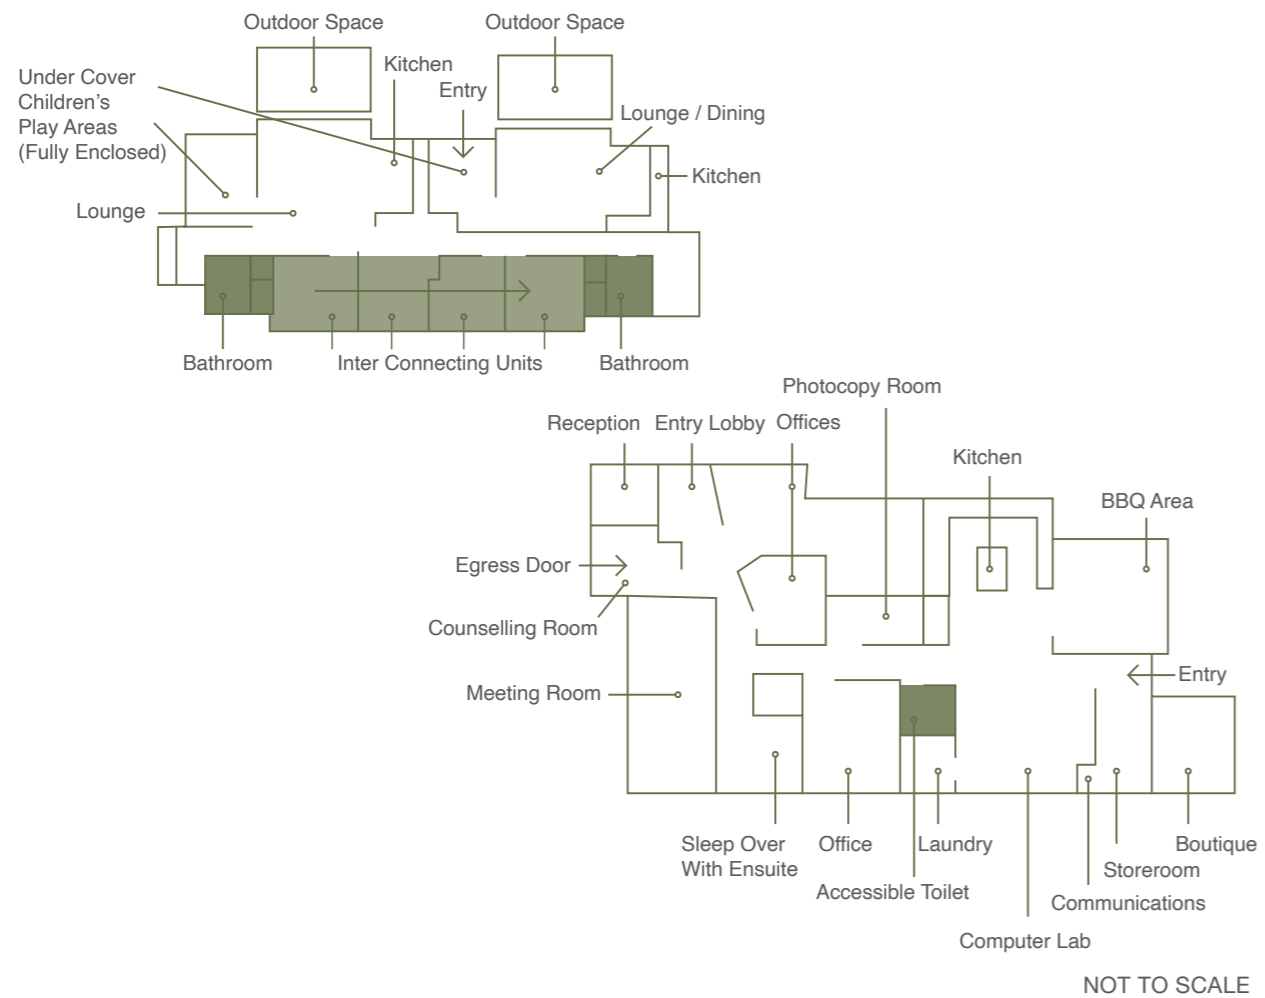 Outdoor Space
Outdoor Space
Kitchen
Under Cover
Children’s
Play Areas
(Fully Enclosed)
Entry
Lounge / Dining
Kitchen
Lounge
Bathroom
Inter Connecting Units
Bathroom
Photocopy Room
Reception
Entry Lobby
Offices
Kitchen
BBQ Area
Egress Door
Counselling Room
Meeting Room
Entry
Sleep Over
With Ensuite
Office
Laundry
Boutique
Storeroom
Accessible Toilet
Communications
Computer Lab
NOT TO SCALE